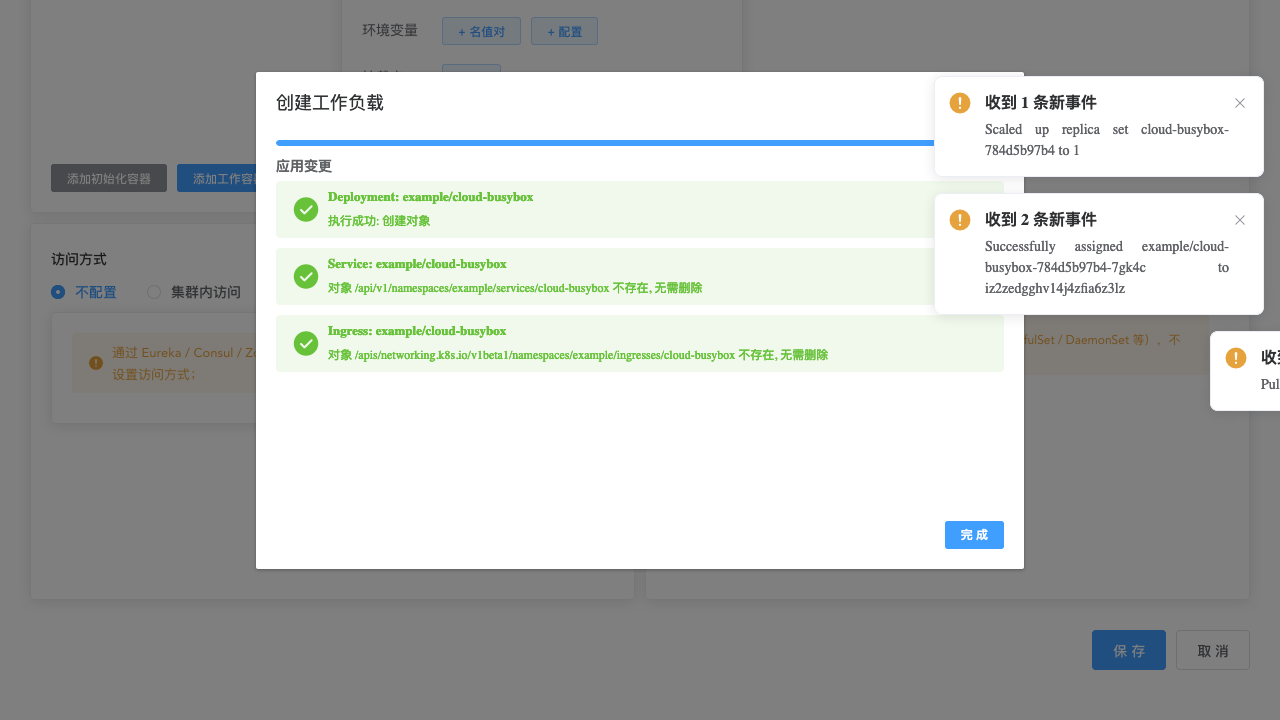 环境变量
+ 名值对
+ 配置
创建工作负载
应用变更
Deployment: example/cloud-busybox
执行成功: 创建对象
Service: example/cloud-busybox
对象 /api/v1/namespaces/example/services/cloud-busybox 不存在, 无需删除
Ingress: example/cloud-busybox
对象 /apis/networking.k8s.io/v1beta1/namespaces/example/ingresses/cloud-busybox 不存在, 无需删除
完 成
收到 1 条新事件
Scaled up replica set cloud-busybox-
784d5b97b4 to 1
收到 2 条新事件
Successfully assigned example/cloud-
busybox-784d5b97b4-7gk4c to
iz2zedgghv14j4zfia6z3lz
收
Pul
添加初始化容器
添加工作容
访问方式
不配置
集群内访问
通过 Eureka / Consul / Z
设置访问方式;
fulSet / DaemonSet 等）, 不
保 存
取 消